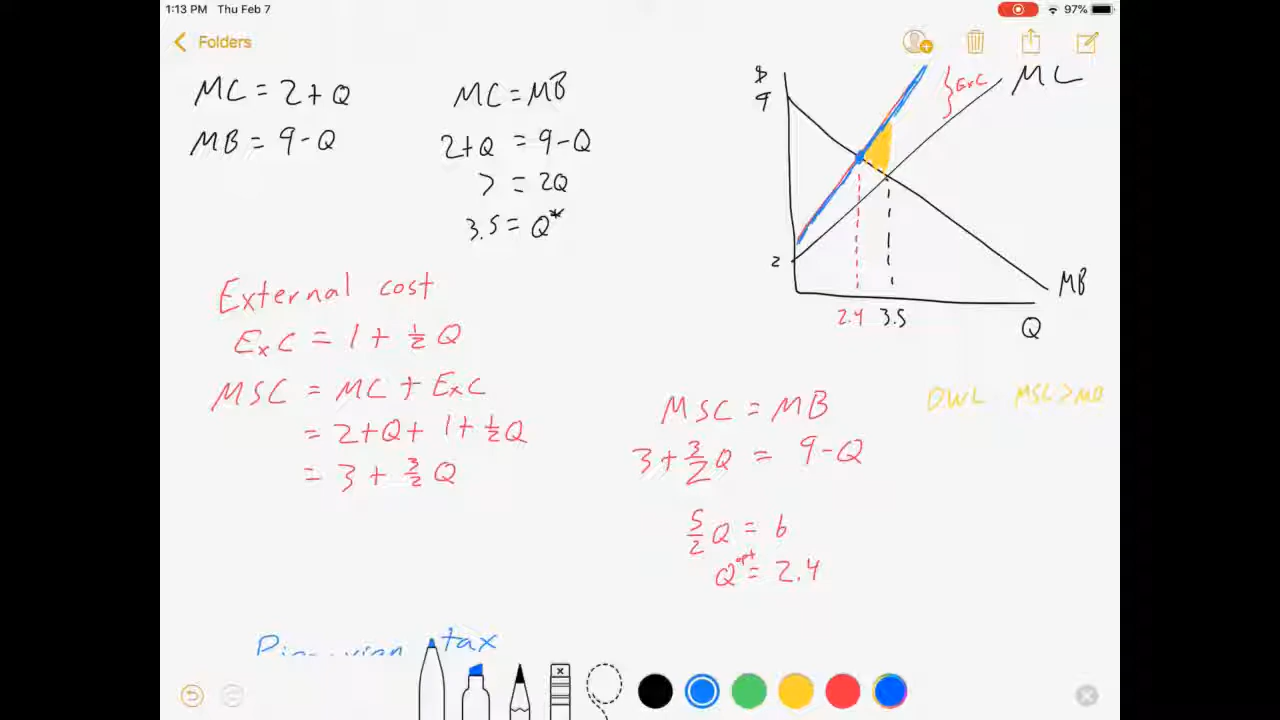 1:13 PM Thu Feb 7
97%
Folders
MC = 2 + Q
MB = 9 - Q
MC = MB
2 + Q = 9 - Q
7 = 2Q
3.5 = Q*
External cost
ExC = 1 + 1/2 Q
MSC = MC + ExC
= 2 + Q + 1 + 1/2 Q
= 3 + 3/2 Q
$
9
2
} ExC
MC
MB
2.4
3.5
Q
MSC = MB
3 + 3/2 Q = 9 - Q
5/2 Q = 6
Q^opt = 2.4
DWL MSC > MB
tax